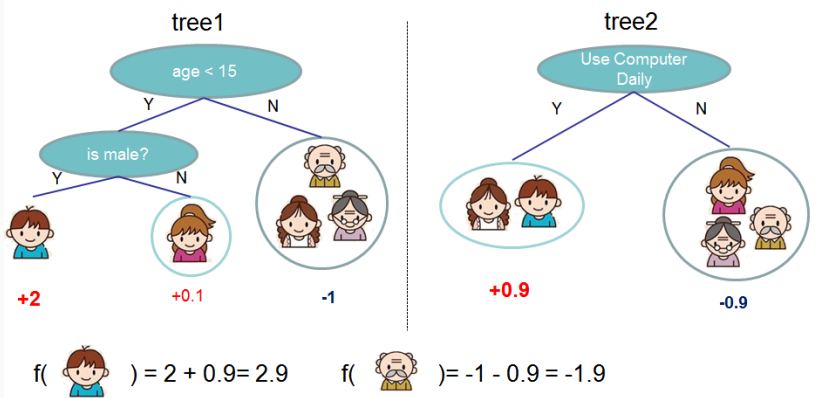 tree1
tree2
age < 15
Use Computer
Daily
Y
N
Y
N
is male?
Y
N
+2
+0.1
-1
+0.9
-0.9
f( ) = 2 + 0.9= 2.9
f( )= -1 - 0.9 = -1.9